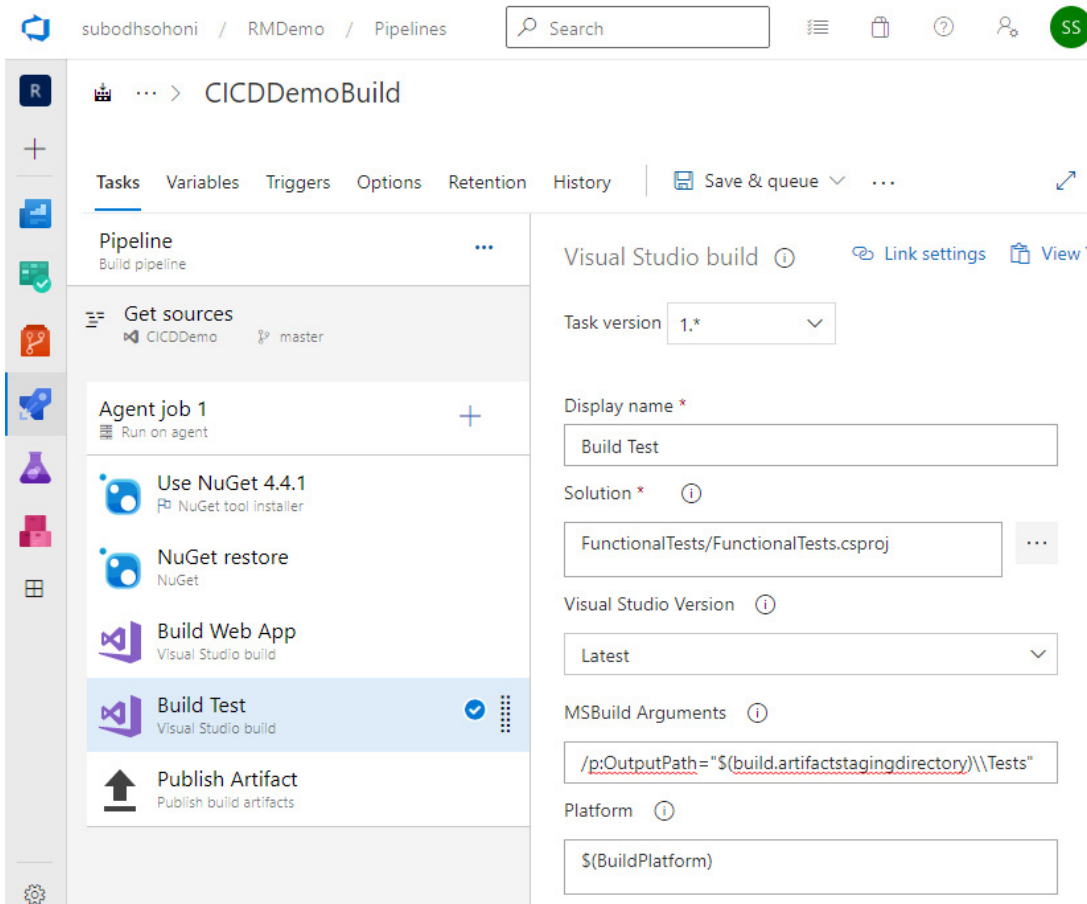 subodhsohoni / RMDemo / Pipelines
Search
SS
R
... > CICDDemoBuild
Tasks Variables Triggers Options Retention History Save & queue ...
Pipeline
Build pipeline
Get sources
CICDDemo master
Agent job 1
Run on agent
Use NuGet 4.4.1
NuGet tool installer
NuGet restore
NuGet
Build Web App
Visual Studio build
Build Test
Visual Studio build
Publish Artifact
Publish build artifacts
Visual Studio build Link settings View
Task version 1.*
Display name *
Build Test
Solution *
FunctionalTests/FunctionalTests.csproj
...
Visual Studio Version
Latest
MSBuild Arguments
/p:OutputPath="$(build.artifactstagingdirectory)\\Tests"
Platform
$(BuildPlatform)